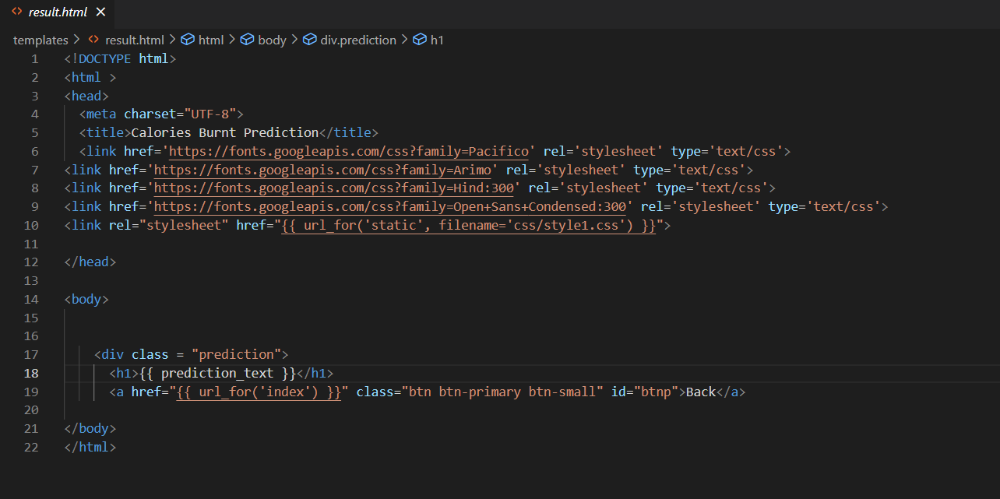 result.html
templates > result.html > html > body > div.prediction > h1
1 <!DOCTYPE html>
2 <html >
3 <head>
4   <meta charset="UTF-8">
5   <title>Calories Burnt Prediction</title>
6   <link href='https://fonts.googleapis.com/css?family=Pacifico' rel='stylesheet' type='text/css'>
7 <link href='https://fonts.googleapis.com/css?family=Arimo' rel='stylesheet' type='text/css'>
8 <link href='https://fonts.googleapis.com/css?family=Hind:300' rel='stylesheet' type='text/css'>
9 <link href='https://fonts.googleapis.com/css?family=Open+Sans+Condensed:300' rel='stylesheet' type='text/css'>
10 <link rel="stylesheet" href="{{ url_for('static', filename='css/style1.css') }}">
11
12 </head>
13
14 <body>
15
16
17     <div class = "prediction">
18       <h1>{{ prediction_text }}</h1>
19       <a href="{{ url_for('index') }}" class="btn btn-primary btn-small" id="btnp">Back</a>
20
21 </body>
22 </html>